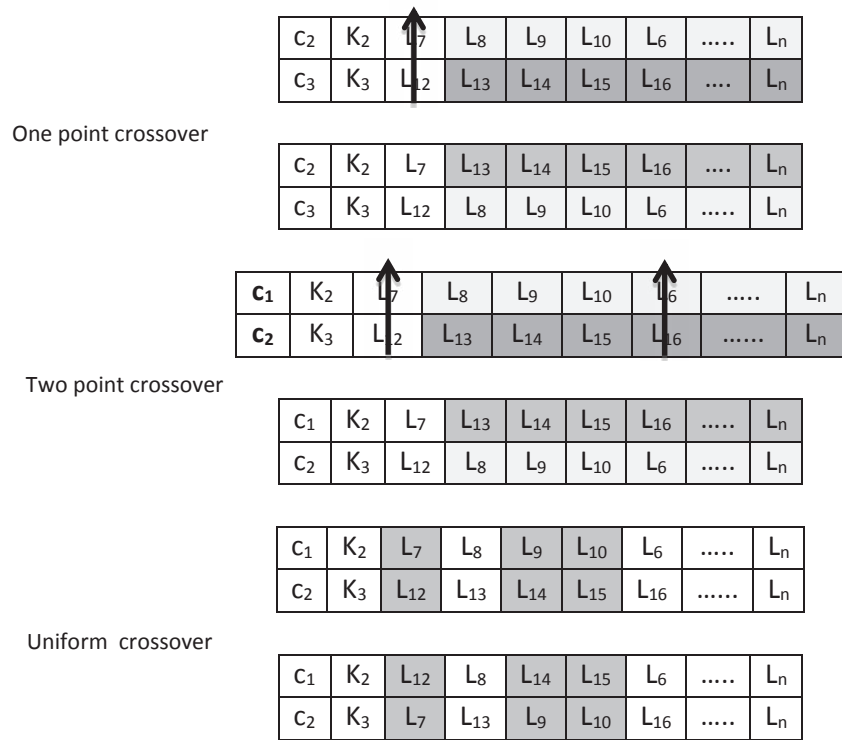 c₂ K₂ L₇ L₈ L₉ L₁₀ L₆ ..... Lₙ
c₃ K₃ L₁₂ L₁₃ L₁₄ L₁₅ L₁₆ .... Lₙ
One point crossover
c₂ K₂ L₇ L₁₃ L₁₄ L₁₅ L₁₆ .... Lₙ
c₃ K₃ L₁₂ L₈ L₉ L₁₀ L₆ ..... Lₙ
c₁ K₂ L₇ L₈ L₉ L₁₀ L₆ ..... Lₙ
c₂ K₃ L₁₂ L₁₃ L₁₄ L₁₅ L₁₆ ...... Lₙ
Two point crossover
c₁ K₂ L₇ L₁₃ L₁₄ L₁₅ L₁₆ ..... Lₙ
c₂ K₃ L₁₂ L₈ L₉ L₁₀ L₆ ..... Lₙ
c₁ K₂ L₇ L₈ L₉ L₁₀ L₆ ..... Lₙ
c₂ K₃ L₁₂ L₁₃ L₁₄ L₁₅ L₁₆ ...... Lₙ
Uniform crossover
c₁ K₂ L₁₂ L₈ L₁₄ L₁₅ L₆ ..... Lₙ
c₂ K₃ L₇ L₁₃ L₉ L₁₀ L₁₆ ..... Lₙ